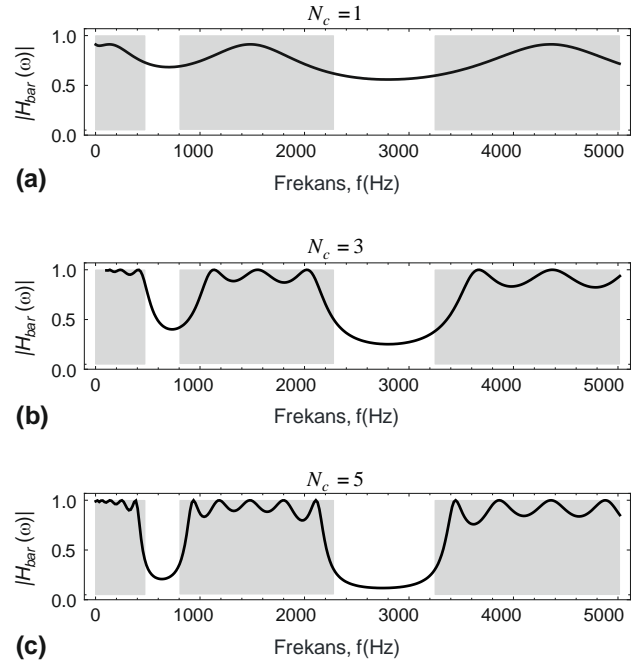 N_c = 1
|H_bar (ω)|
1.0
0.5
0.0
0 1000 2000 3000 4000 5000
(a)
Frekans, f(Hz)
N_c = 3
|H_bar (ω)|
1.0
0.5
0.0
0 1000 2000 3000 4000 5000
(b)
Frekans, f(Hz)
N_c = 5
|H_bar (ω)|
1.0
0.5
0.0
0 1000 2000 3000 4000 5000
(c)
Frekans, f(Hz)